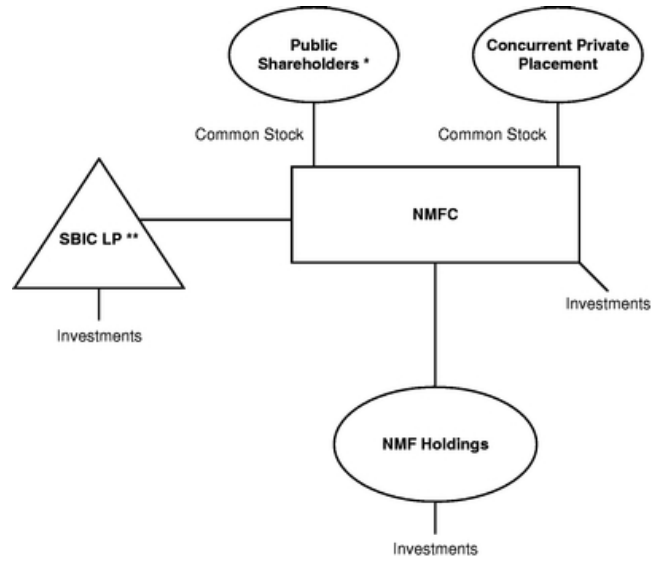 Public
Shareholders *
Concurrent Private
Placement
Common Stock
Common Stock
NMFC
SBIC LP **
Investments
Investments
NMF Holdings
Investments